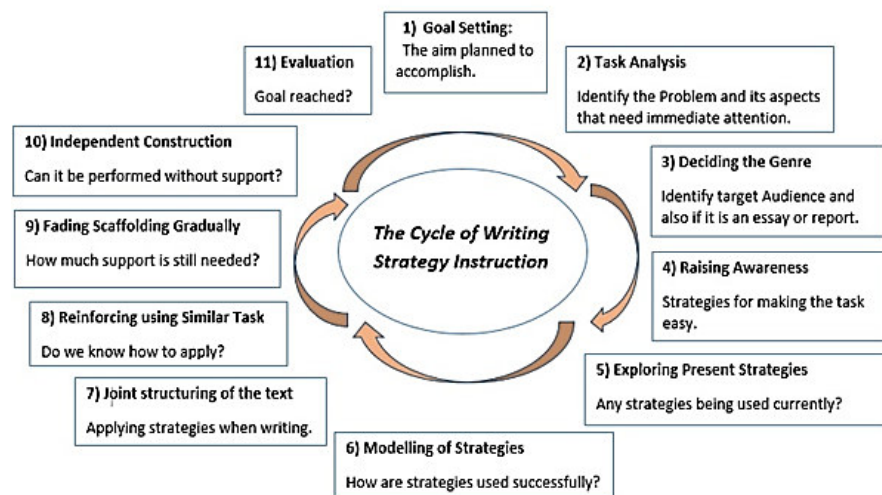 1) Goal Setting:
The aim planned to
accomplish.
2) Task Analysis
Identify the Problem and its aspects
that need immediate attention.
3) Deciding the Genre
Identify target Audience and
also if it is an essay or report.
4) Raising Awareness
Strategies for making the task
easy.
5) Exploring Present Strategies
Any strategies being used currently?
6) Modelling of Strategies
How are strategies used successfully?
7) Joint structuring of the text
Applying strategies when writing.
8) Reinforcing using Similar Task
Do we know how to apply?
9) Fading Scaffolding Gradually
How much support is still needed?
10) Independent Construction
Can it be performed without support?
11) Evaluation
Goal reached?
The Cycle of Writing
Strategy Instruction